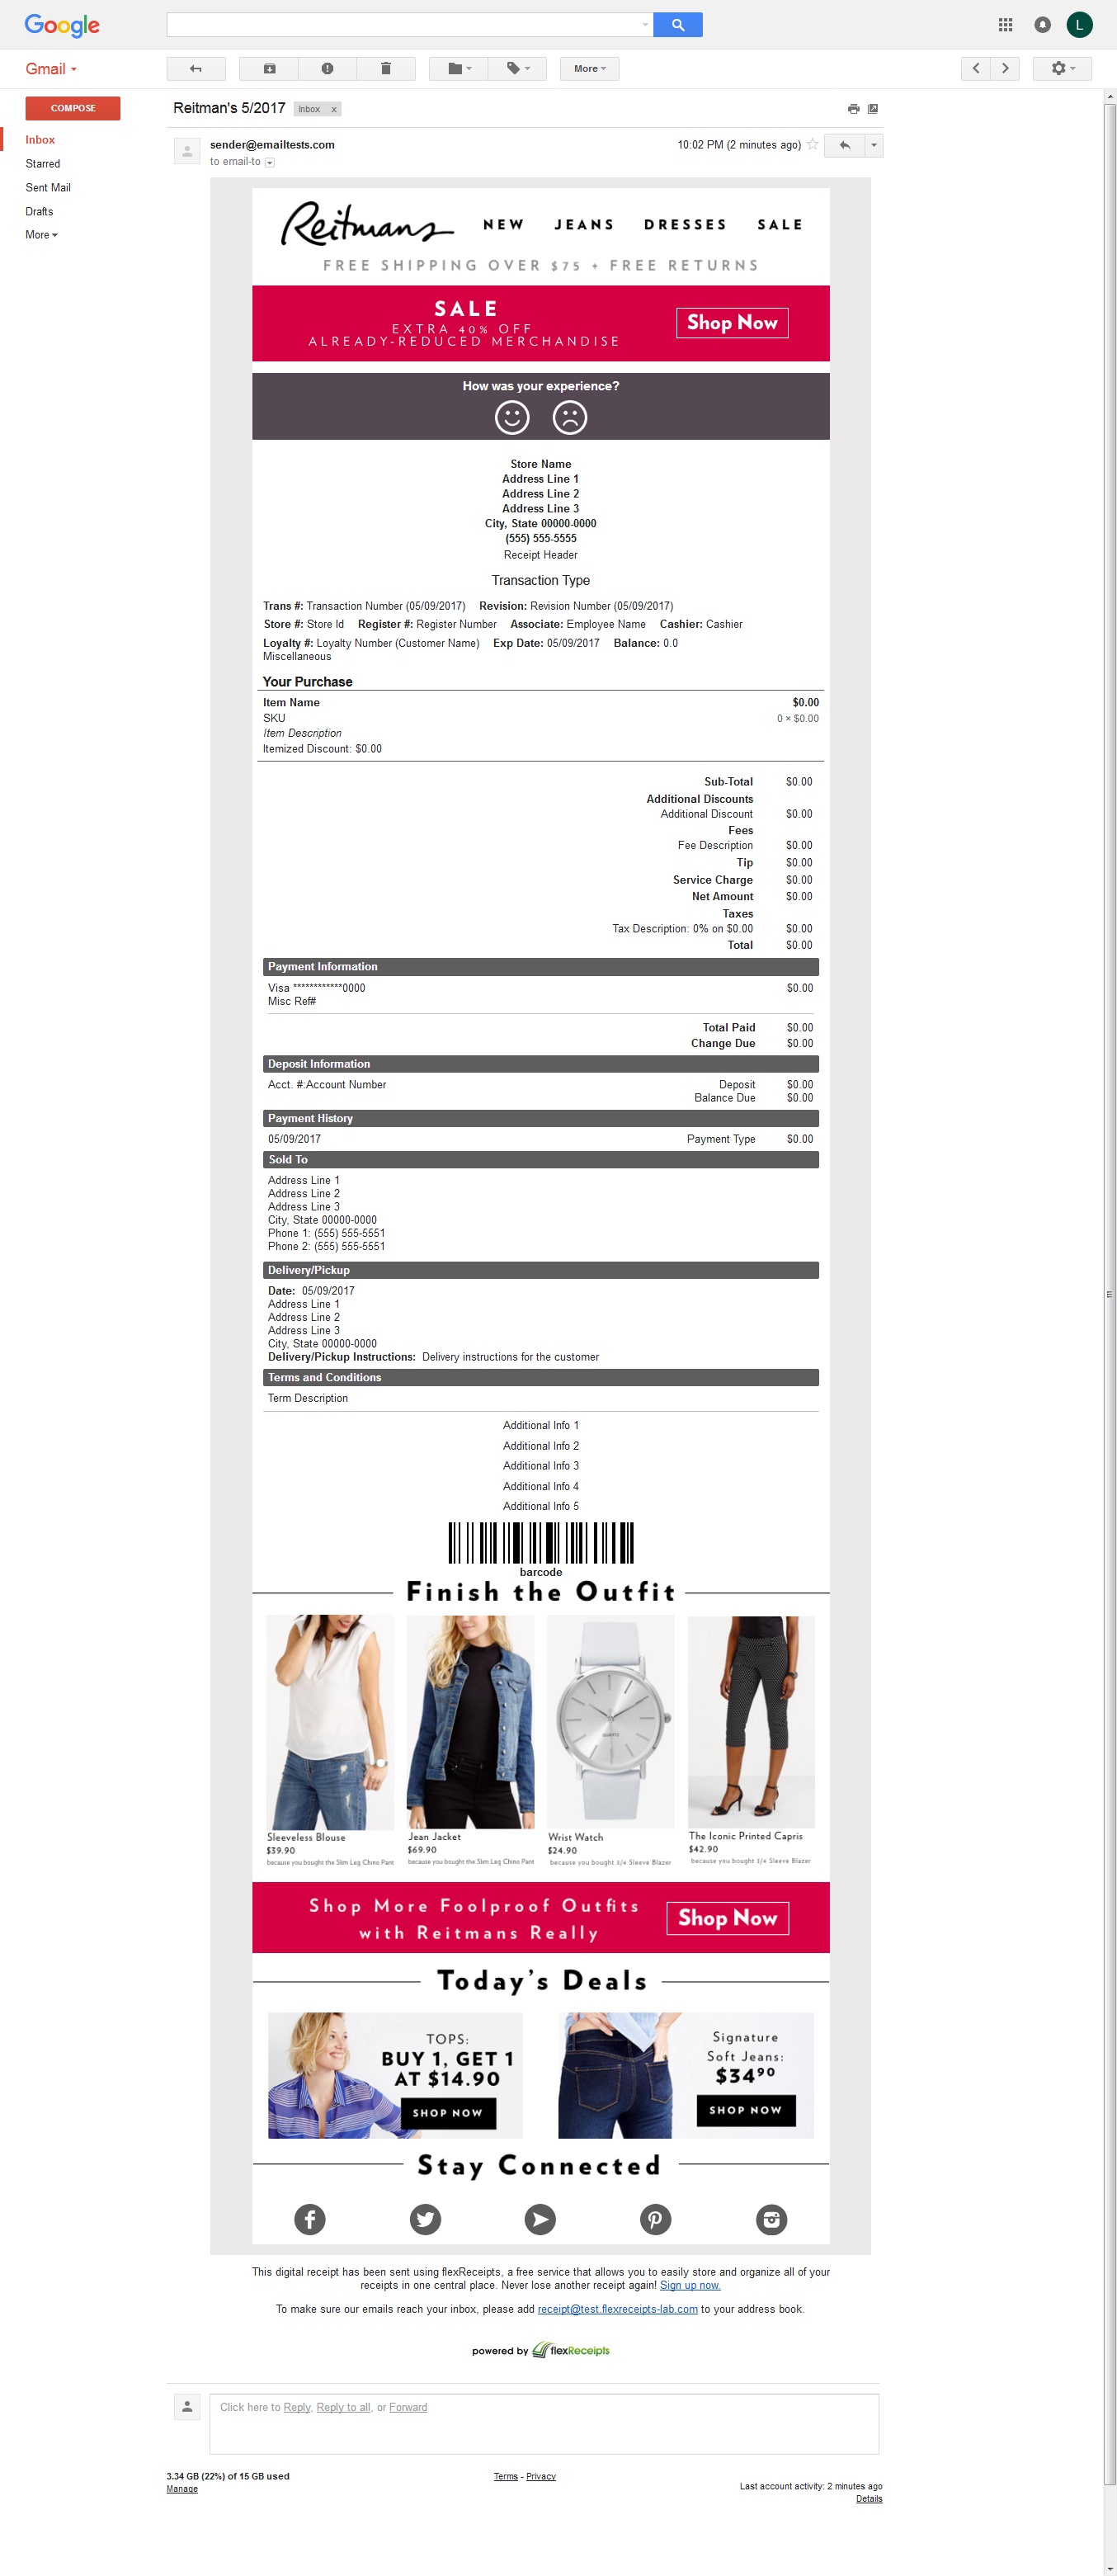 Google
L
Gmail
More
COMPOSE
Inbox
Starred
Sent Mail
Drafts
More
Reitman's 5/2017 Inbox x
sender@emailtests.com 10:02 PM (2 minutes ago)
to email-to
Reitmans NEW JEANS DRESSES SALE
FREE SHIPPING OVER $75 + FREE RETURNS
SALE
EXTRA 40% OFF
ALREADY-REDUCED MERCHANDISE
Shop Now
How was your experience?
Store Name
Address Line 1
Address Line 2
Address Line 3
City, State 00000-0000
(555) 555-5555
Receipt Header
Transaction Type
Trans #: Transaction Number (05/09/2017) Revision: Revision Number (05/09/2017)
Store #: Store Id Register #: Register Number Associate: Employee Name Cashier: Cashier
Loyalty #: Loyalty Number (Customer Name) Exp Date: 05/09/2017 Balance: 0.0
Miscellaneous
Your Purchase
Item Name $0.00
SKU 0 × $0.00
Item Description
Itemized Discount: $0.00
Sub-Total $0.00
Additional Discounts
Additional Discount $0.00
Fees
Fee Description $0.00
Tip $0.00
Service Charge $0.00
Net Amount $0.00
Taxes
Tax Description: 0% on $0.00 $0.00
Total $0.00
Payment Information
Visa ************0000 $0.00
Misc Ref#
Total Paid $0.00
Change Due $0.00
Deposit Information
Acct. #:Account Number Deposit $0.00
Balance Due $0.00
Payment History
05/09/2017 Payment Type $0.00
Sold To
Address Line 1
Address Line 2
Address Line 3
City, State 00000-0000
Phone 1: (555) 555-5551
Phone 2: (555) 555-5551
Delivery/Pickup
Date: 05/09/2017
Address Line 1
Address Line 2
Address Line 3
City, State 00000-0000
Delivery/Pickup Instructions: Delivery instructions for the customer
Terms and Conditions
Term Description
Additional Info 1
Additional Info 2
Additional Info 3
Additional Info 4
Additional Info 5
barcode
Finish the Outfit
QUARTZ
Sleeveless Blouse
$39.90
because you bought the Slim Leg Chino Pant
Jean Jacket
$69.90
because you bought the Slim Leg Chino Pant
Wrist Watch
$24.90
because you bought 3/4 Sleeve Blazer
The Iconic Printed Capris
$42.90
because you bought 3/4 Sleeve Blazer
Shop More Foolproof Outfits
with Reitmans Really
Shop Now
Today's Deals
TOPS:
BUY 1, GET 1
AT $14.90
SHOP NOW
Signature
Soft Jeans:
$34⁹⁰
SHOP NOW
Stay Connected
This digital receipt has been sent using flexReceipts, a free service that allows you to easily store and organize all of your
receipts in one central place. Never lose another receipt again! Sign up now.
To make sure our emails reach your inbox, please add receipt@test.flexreceipts-lab.com to your address book.
powered by flexReceipts
Click here to Reply, Reply to all, or Forward
3.34 GB (22%) of 15 GB used
Manage
Terms - Privacy
Last account activity: 2 minutes ago
Details